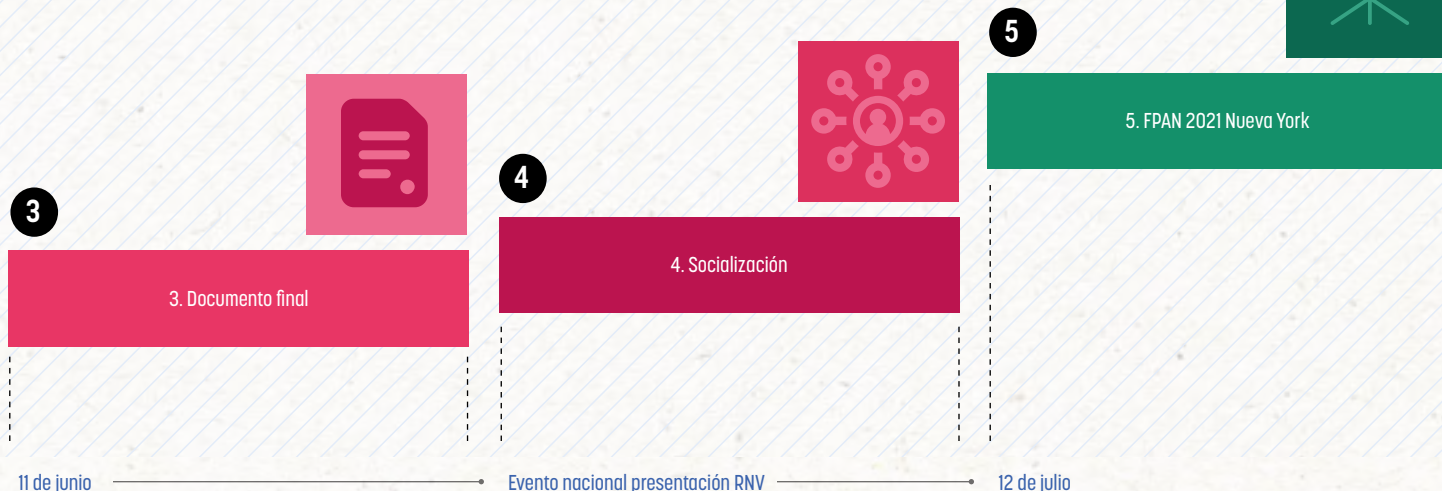 3
3. Documento final
4
4. Socialización
5
5. FPAN 2021 Nueva York
11 de junio
Evento nacional presentación RNV
12 de julio